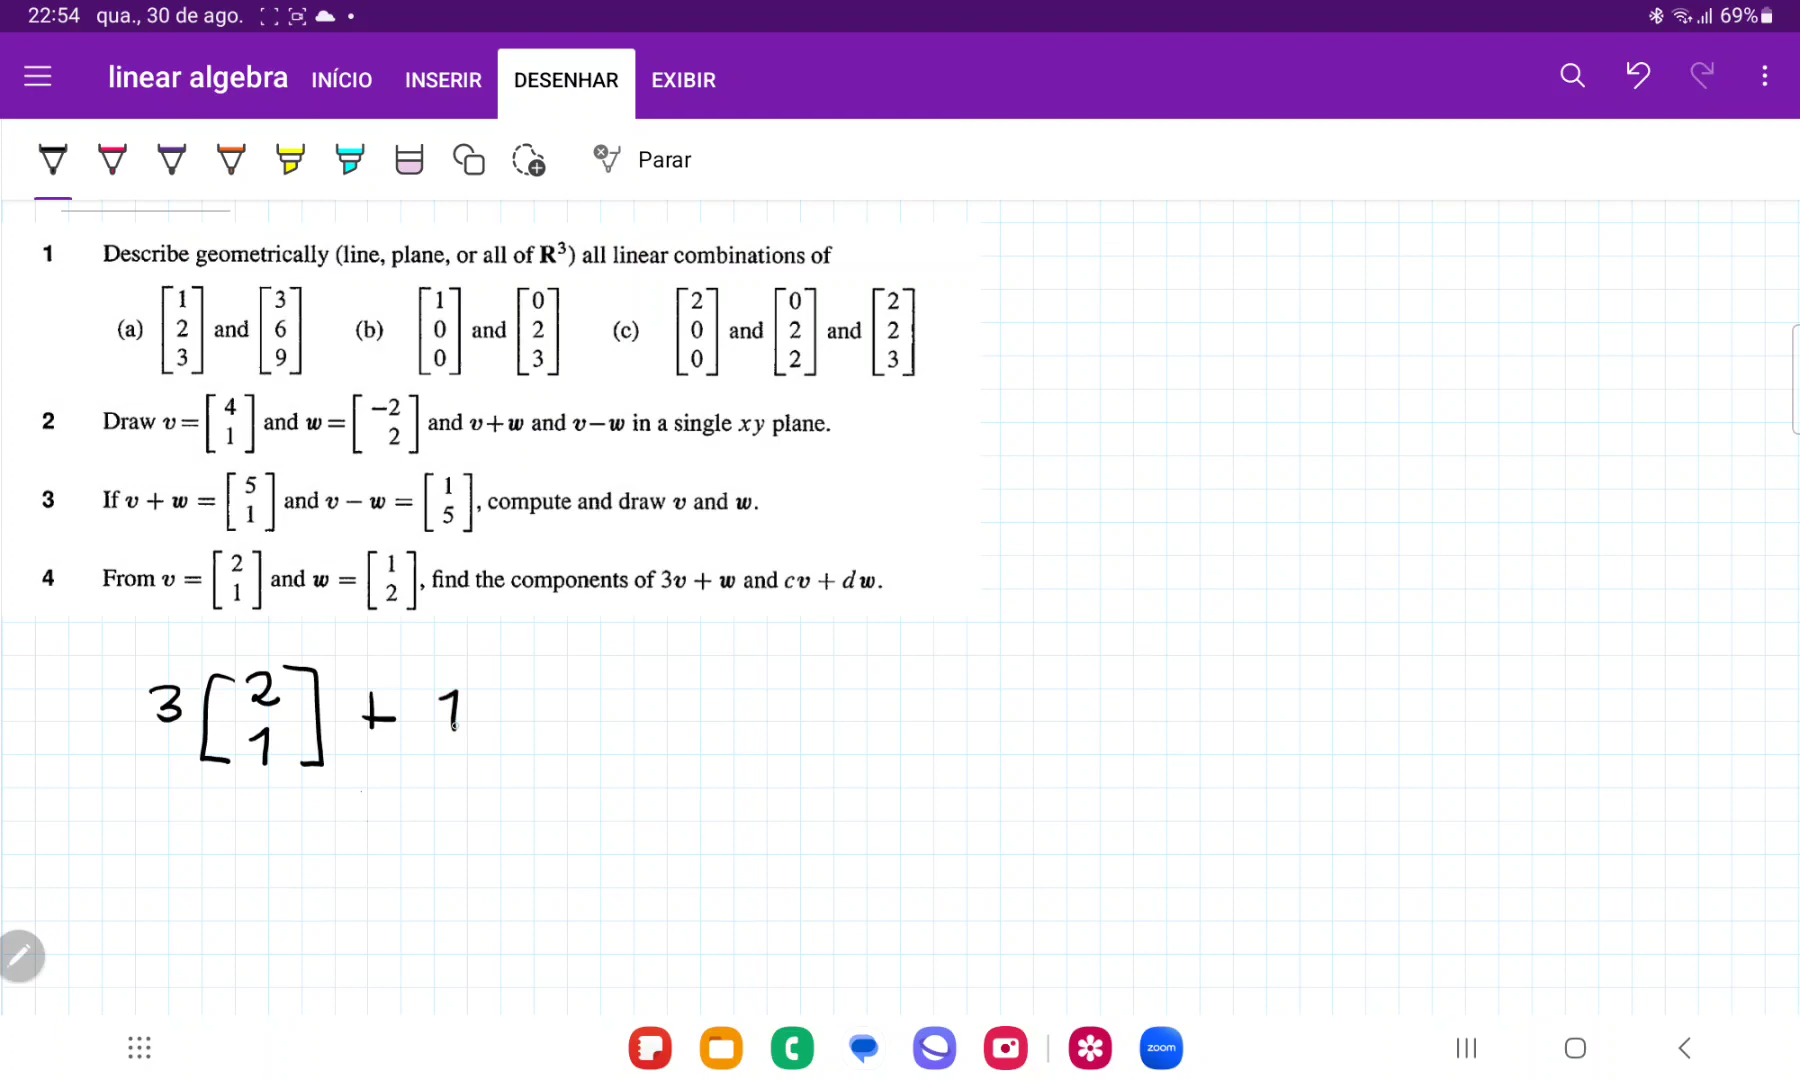 22:54 qua., 30 de ago. 69%
linear algebra INÍCIO INSERIR DESENHAR EXIBIR
Parar
1 Describe geometrically (line, plane, or all of R³) all linear combinations of
(a) [1 2 3] and [3 6 9] (b) [1 0 0] and [0 2 3] (c) [2 0 0] and [0 2 2] and [2 2 3]
2 Draw v = [4 1] and w = [−2 2] and v+w and v−w in a single xy plane.
3 If v + w = [5 1] and v − w = [1 5], compute and draw v and w.
4 From v = [2 1] and w = [1 2], find the components of 3v + w and cv + dw.
3 [2 1] + 1
zoom